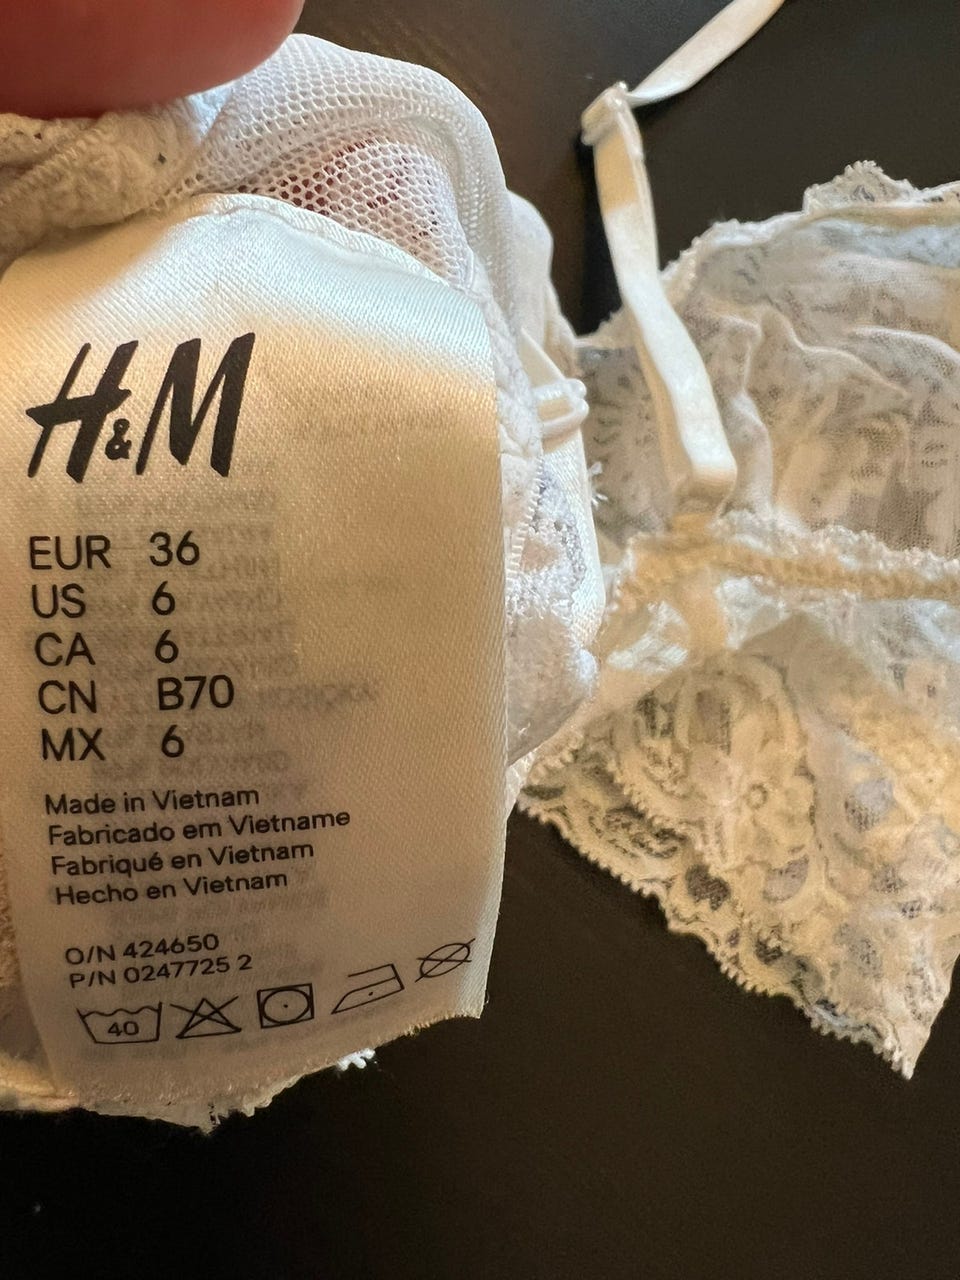 H&M
EUR 36
US 6
CA 6
CN B70
MX 6
Made in Vietnam
Fabricado em Vietname
Fabriqué en Vietnam
Hecho en Vietnam
O/N 424650
P/N 0247725 2
40